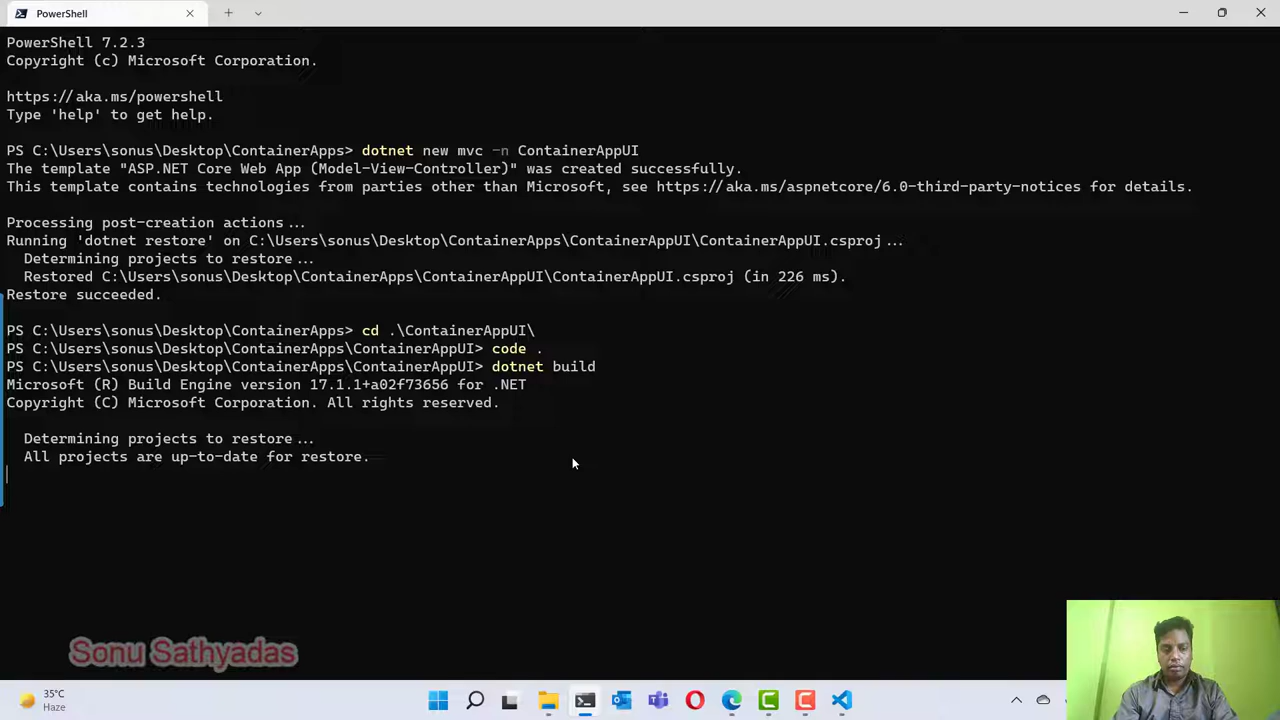 PowerShell
PowerShell 7.2.3
Copyright (c) Microsoft Corporation.
https://aka.ms/powershell
Type 'help' to get help.
PS C:\Users\sonus\Desktop\ContainerApps> dotnet new mvc -n ContainerAppUI
The template "ASP.NET Core Web App (Model-View-Controller)" was created successfully.
This template contains technologies from parties other than Microsoft, see https://aka.ms/aspnetcore/6.0-third-party-notices for details.
Processing post-creation actions...
Running 'dotnet restore' on C:\Users\sonus\Desktop\ContainerApps\ContainerAppUI\ContainerAppUI.csproj...
Determining projects to restore...
Restored C:\Users\sonus\Desktop\ContainerApps\ContainerAppUI\ContainerAppUI.csproj (in 226 ms).
Restore succeeded.
PS C:\Users\sonus\Desktop\ContainerApps> cd .\ContainerAppUI\
PS C:\Users\sonus\Desktop\ContainerApps\ContainerAppUI> code .
PS C:\Users\sonus\Desktop\ContainerApps\ContainerAppUI> dotnet build
Microsoft (R) Build Engine version 17.1.1+a02f73656 for .NET
Copyright (C) Microsoft Corporation. All rights reserved.
Determining projects to restore...
All projects are up-to-date for restore.
Sonu Sathyadas
35°C
Haze